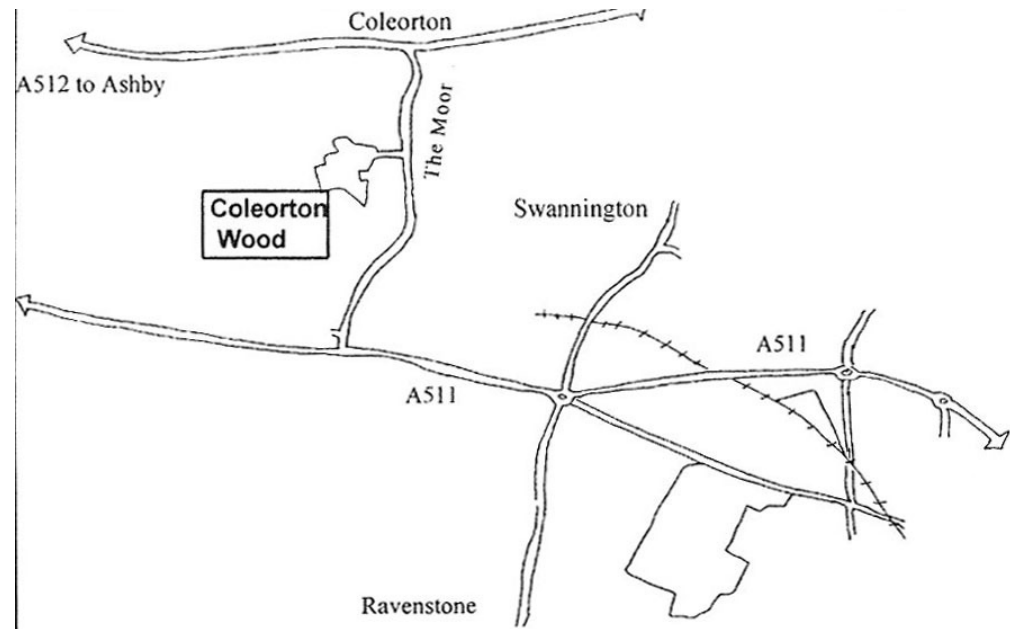 Coleorton
A512 to Ashby
The Moor
Coleorton
Wood
Swannington
A511
A511
Ravenstone